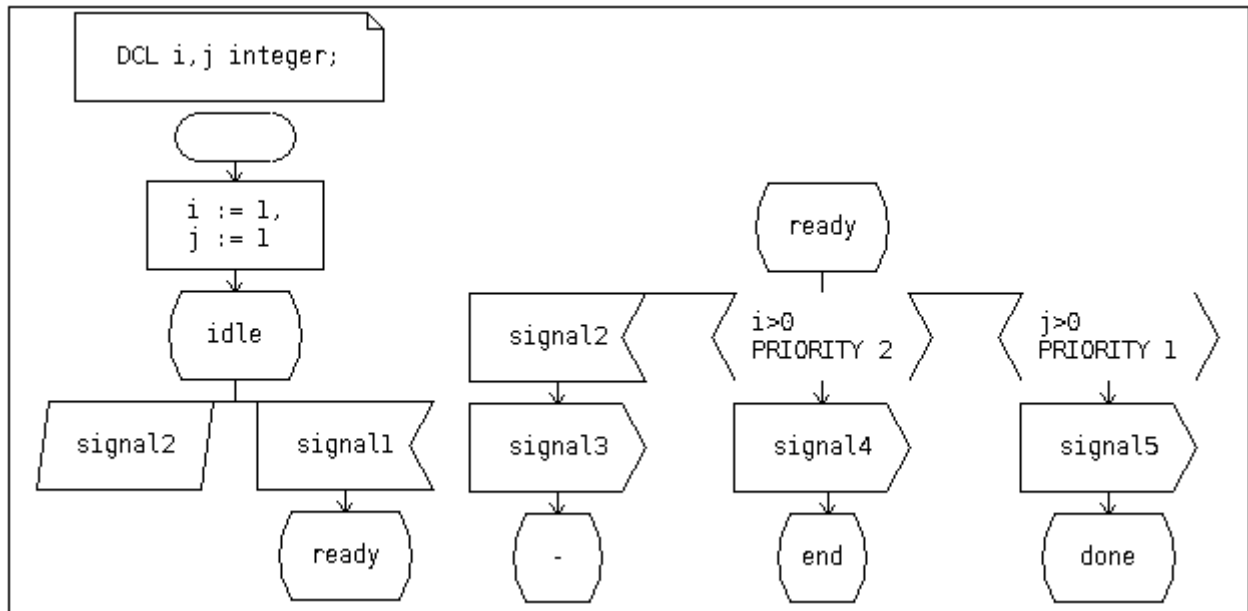 DCL i,j integer;
i := 1,
j := 1
idle
signal2
signal1
ready
ready
signal2
i>0
PRIORITY 2
j>0
PRIORITY 1
signal3
signal4
signal5
-
end
done